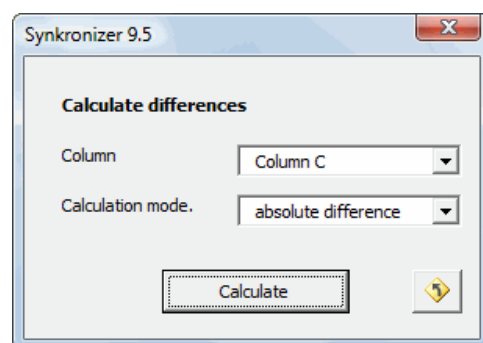 Synkronizer 9.5
Calculate differences
Column
Column C
Calculation mode.
absolute difference
Calculate